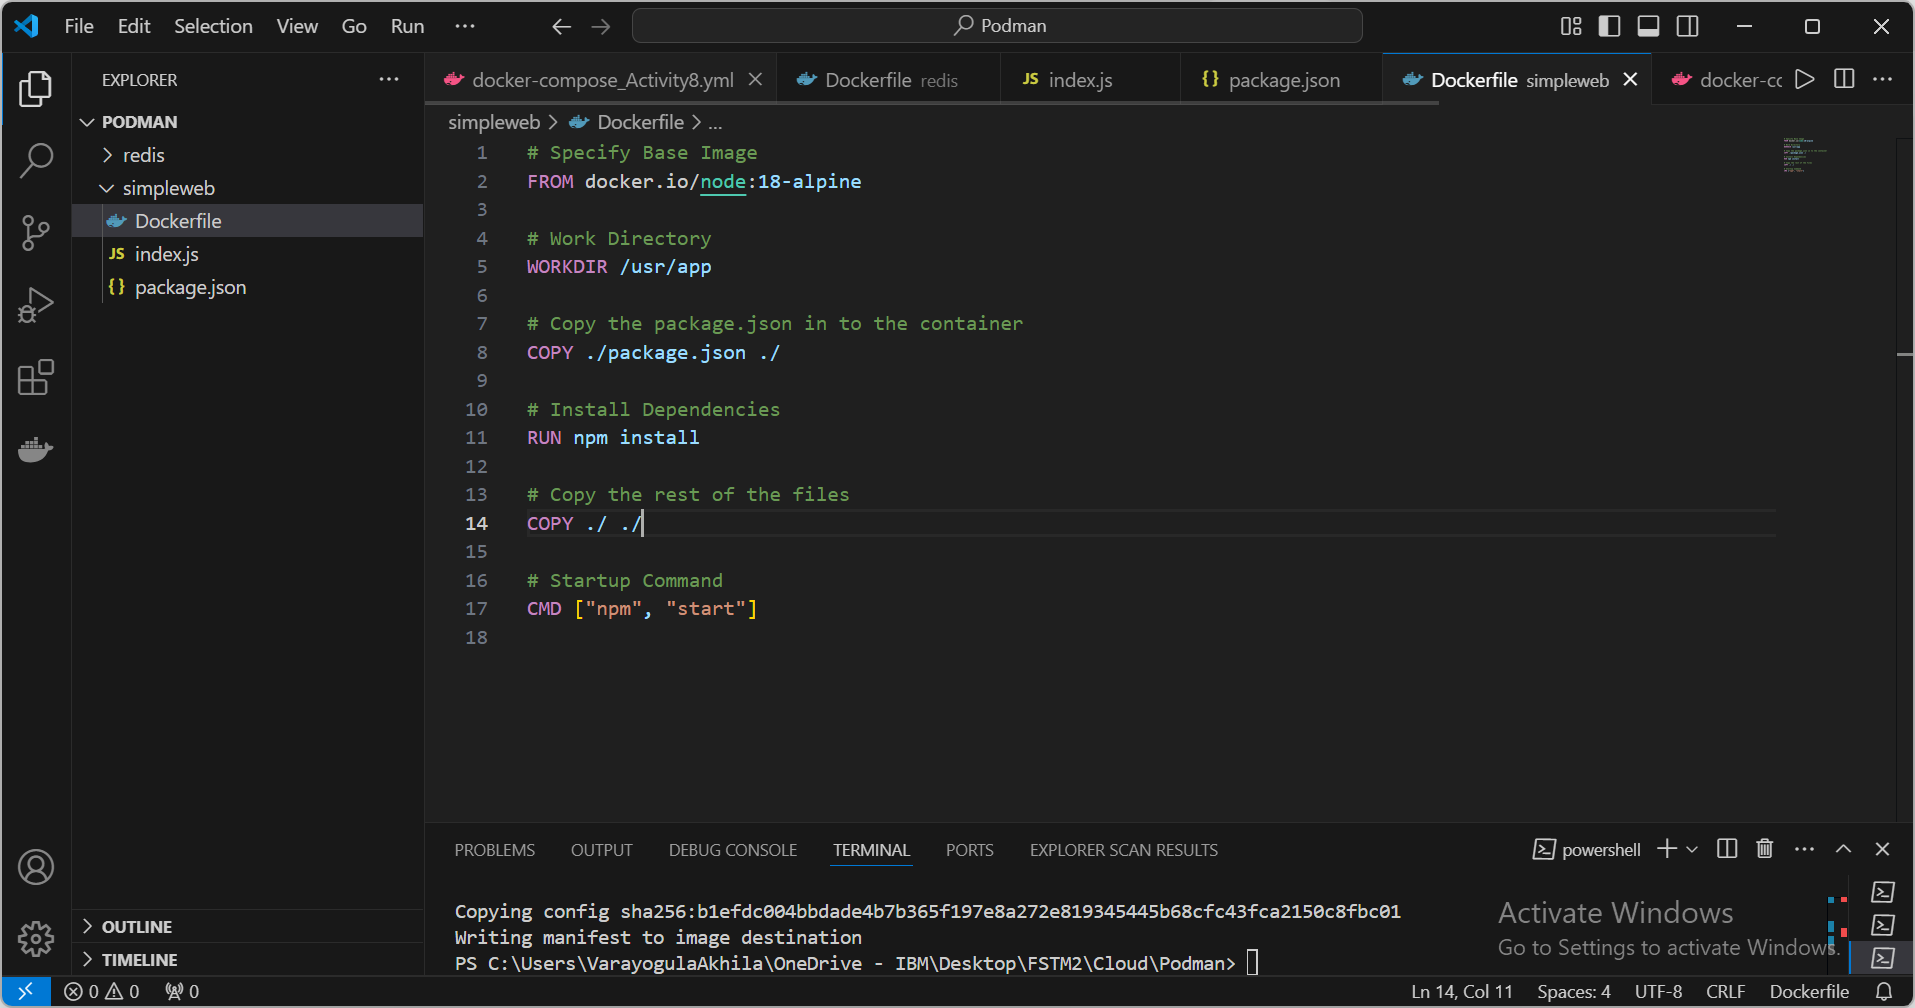 File Edit Selection View Go Run ... Podman
EXPLORER ...
docker-compose_Activity8.yml Dockerfile redis JS index.js {} package.json Dockerfile simpleweb docker-cc ...
PODMAN
redis
simpleweb
Dockerfile
JS index.js
{} package.json
OUTLINE
TIMELINE
simpleweb > Dockerfile > ...
1 # Specify Base Image
2 FROM docker.io/node:18-alpine
3
4 # Work Directory
5 WORKDIR /usr/app
6
7 # Copy the package.json in to the container
8 COPY ./package.json ./
9
10 # Install Dependencies
11 RUN npm install
12
13 # Copy the rest of the files
14 COPY ./ ./
15
16 # Startup Command
17 CMD ["npm", "start"]
18
PROBLEMS OUTPUT DEBUG CONSOLE TERMINAL PORTS EXPLORER SCAN RESULTS powershell ...
Copying config sha256:b1efdc004bbdade4b7b365f197e8a272e819345445b68cfc43fca2150c8fbc01
Writing manifest to image destination
PS C:\Users\VarayogulaAkhila\OneDrive - IBM\Desktop\FSTM2\Cloud\Podman>
Activate Windows
Go to Settings to activate Windows.
0 0 0 Ln 14, Col 11 Spaces: 4 UTF-8 CRLF Dockerfile